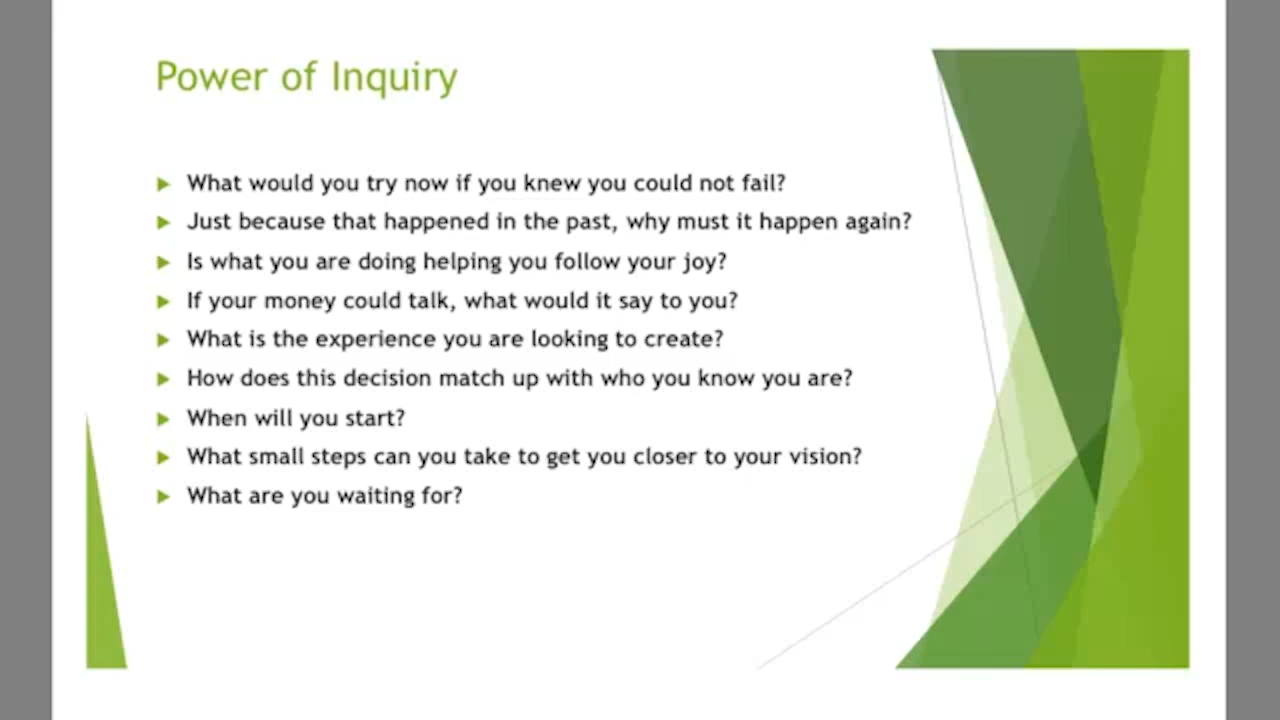 Power of Inquiry
What would you try now if you knew you could not fail?
Just because that happened in the past, why must it happen again?
Is what you are doing helping you follow your joy?
If your money could talk, what would it say to you?
What is the experience you are looking to create?
How does this decision match up with who you know you are?
When will you start?
What small steps can you take to get you closer to your vision?
What are you waiting for?